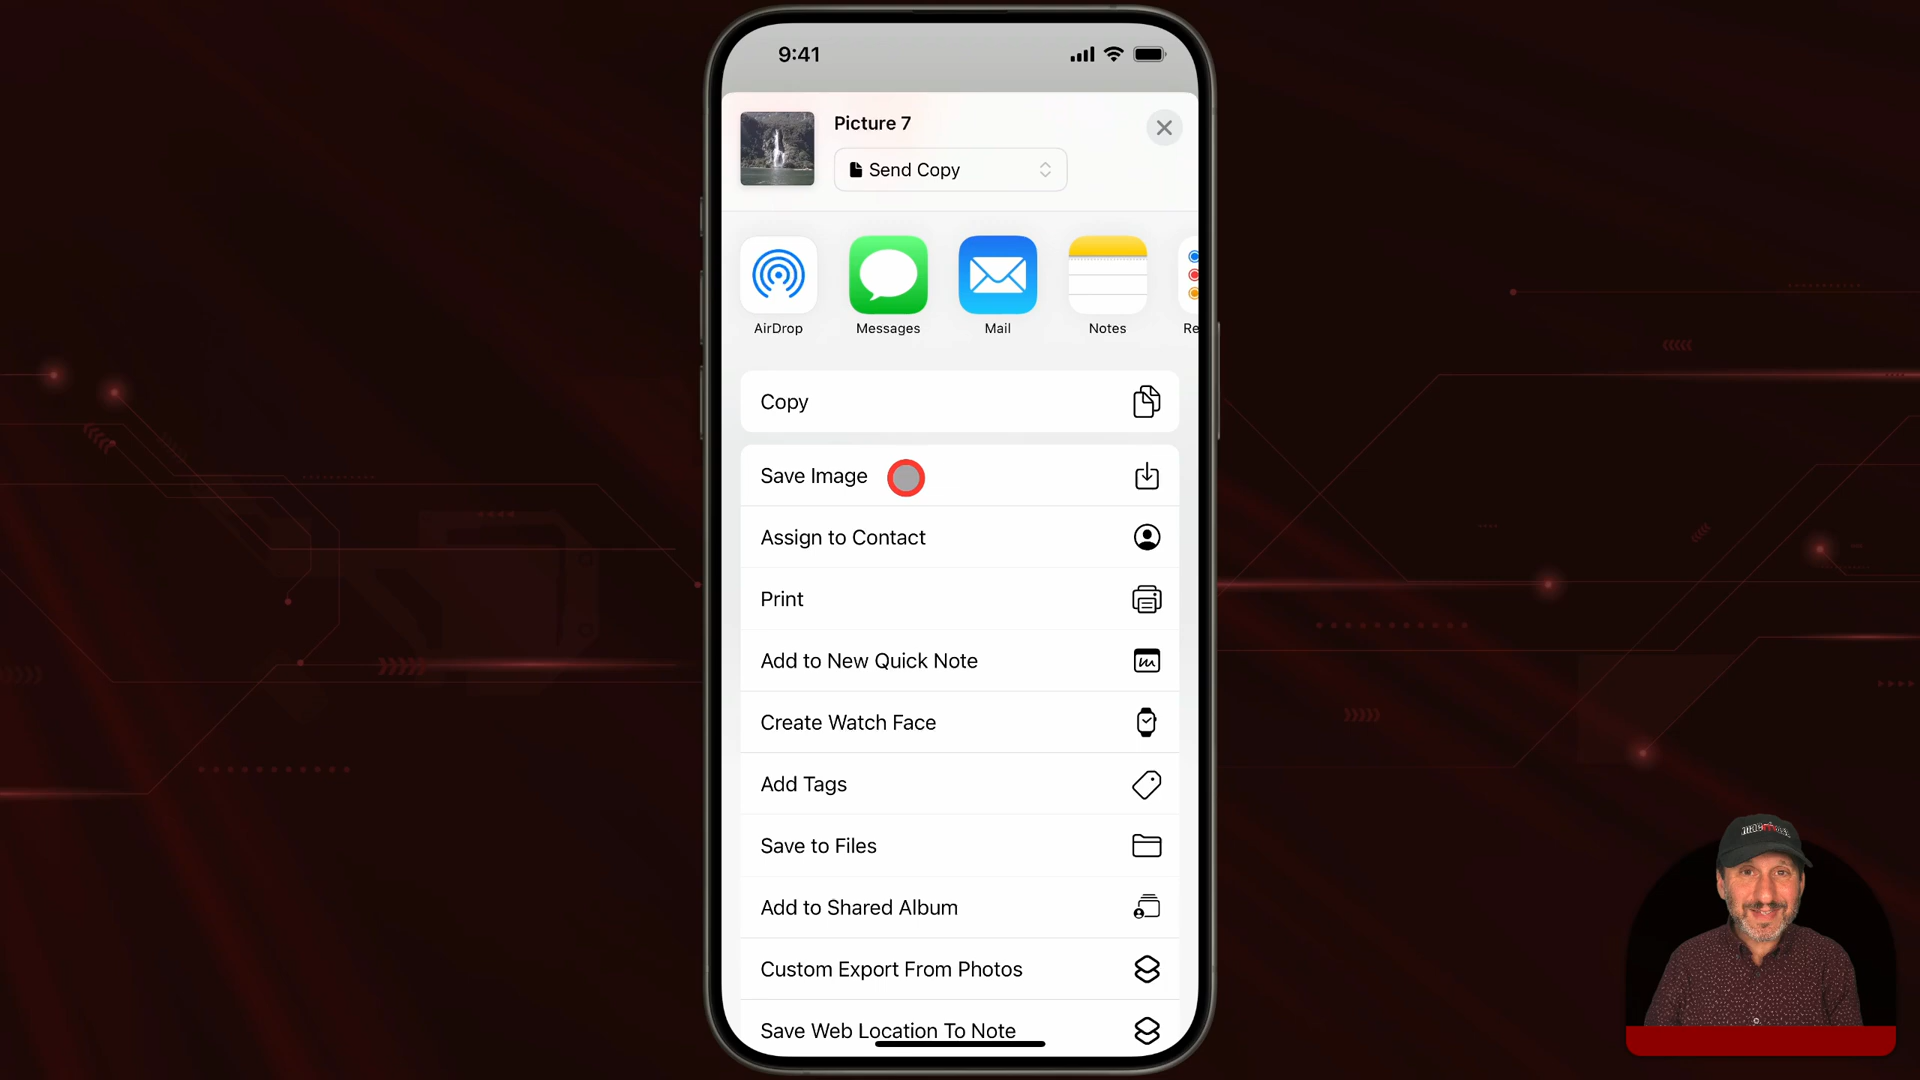 9:41
Picture 7
Send Copy
AirDrop
Messages
Mail
Notes
Re
Copy
Save Image
Assign to Contact
Print
Add to New Quick Note
Create Watch Face
Add Tags
Save to Files
Add to Shared Album
Custom Export From Photos
Save Web Location To Note